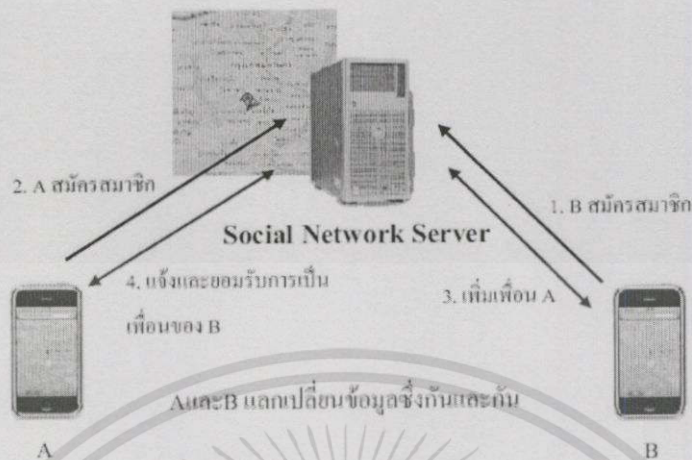 2. A สมัครสมาชิก
1. B สมัครสมาชิก
Social Network Server
4. แจ้งและยอมรับการเป็น
เพื่อนของ B
3. เพิ่มเพื่อน A
Aและ B แลกเปลี่ยนข้อมูลซึ่งกันและกัน
A
B